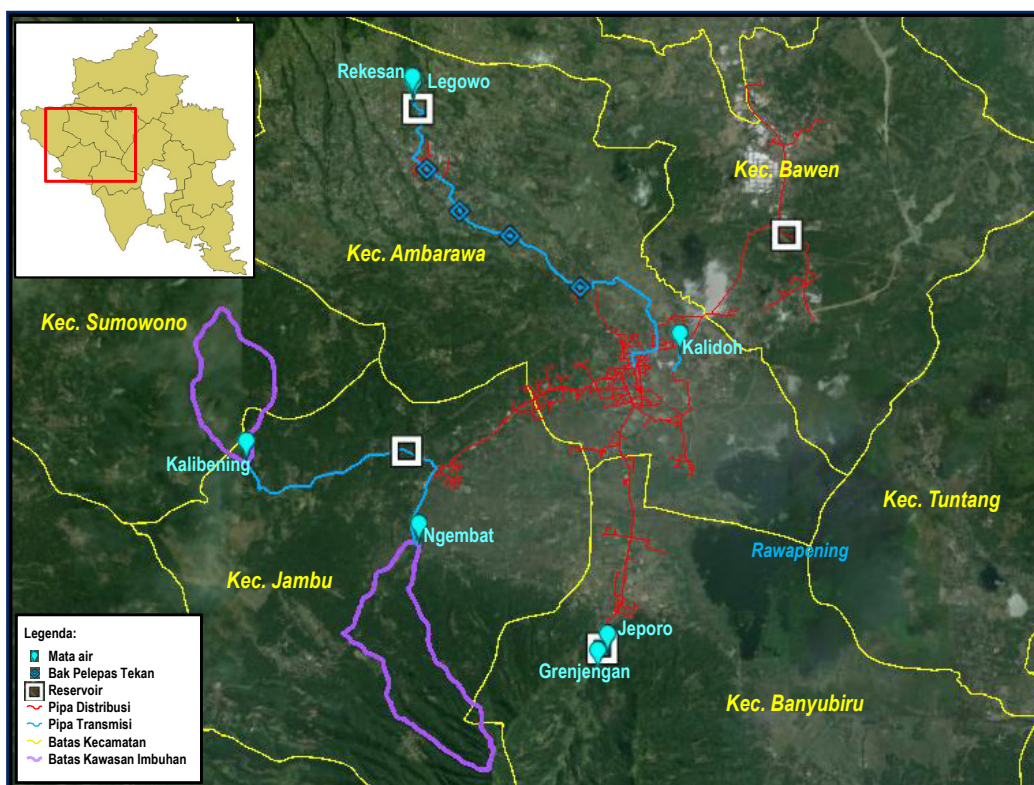 Rekesan
Legowo
Kec. Bawen
Kec. Ambarawa
Kec. Sumowono
Kalidoh
Kalibening
Kec. Tuntang
Ngembat
Rawapening
Kec. Jambu
Jeporo
Grenjengan
Kec. Banyubiru
Legenda:
Mata air
Bak Pelepas Tekan
Reservoir
Pipa Distribusi
Pipa Transmisi
Batas Kecamatan
Batas Kawasan Imbuhan